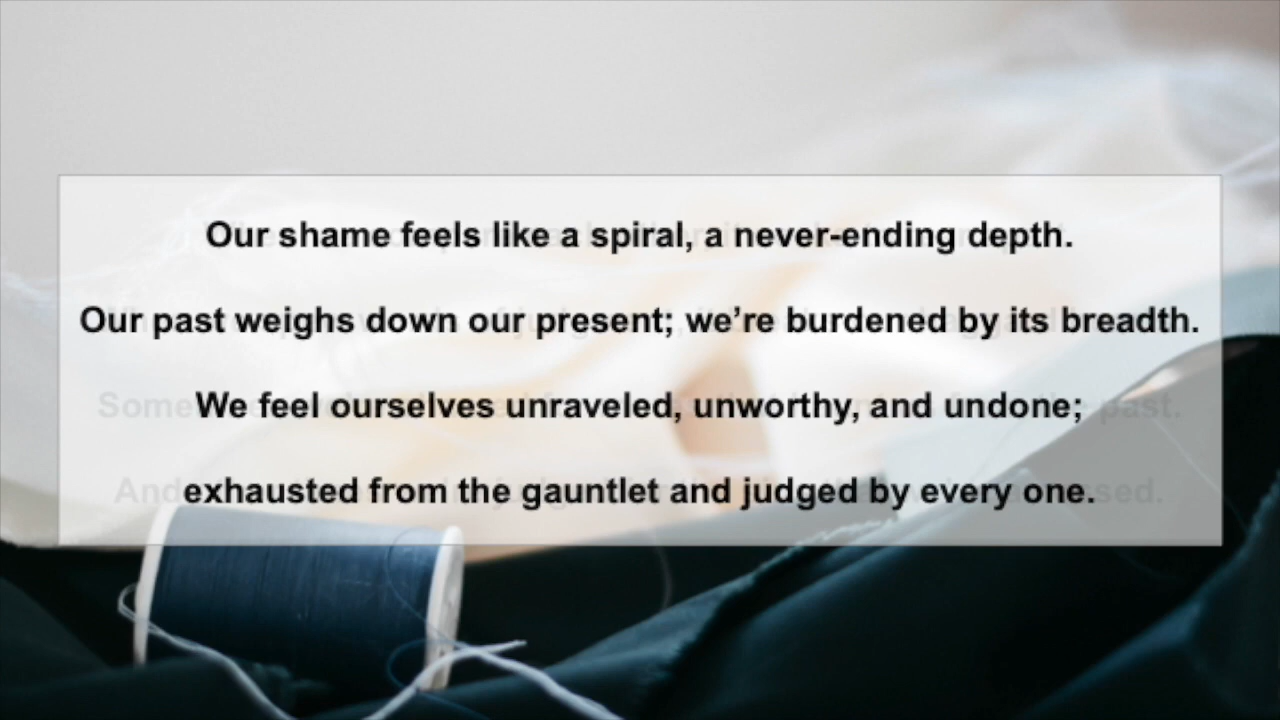 Our shame feels like a spiral, a never-ending depth.
Our past weighs down our present; we’re burdened by its breadth.
We feel ourselves unraveled, unworthy, and undone;
exhausted from the gauntlet and judged by every one.